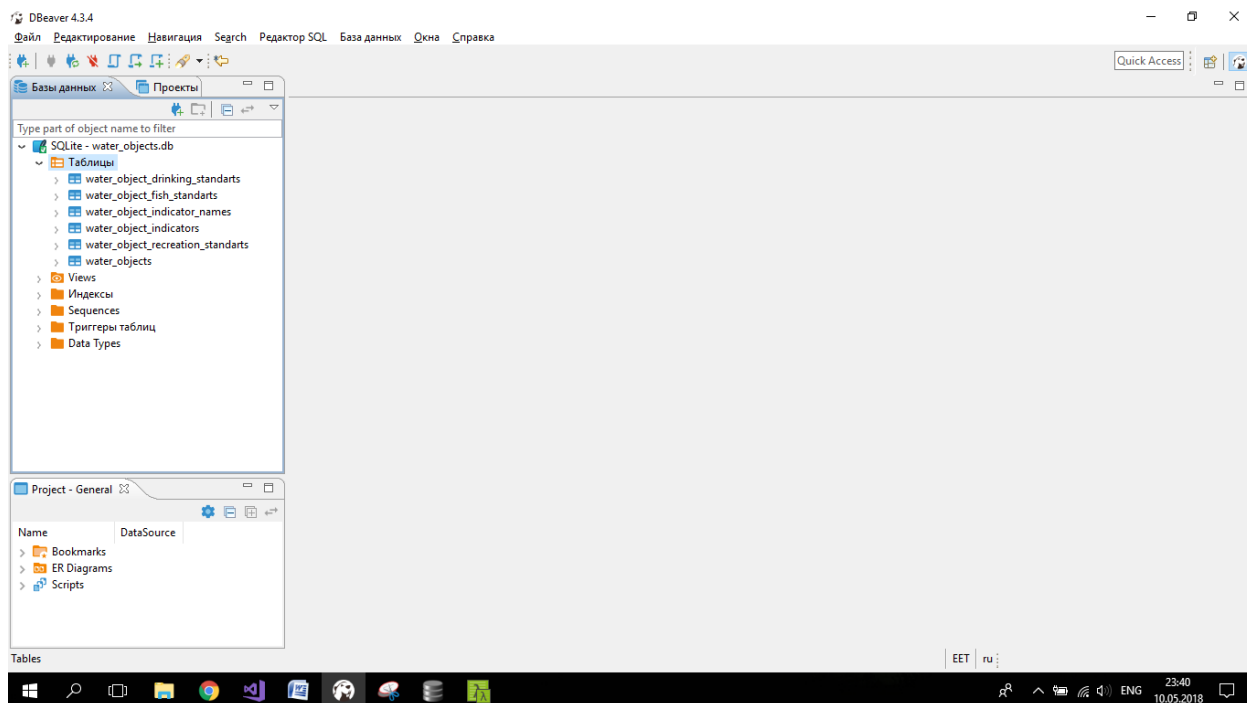 DBeaver 4.3.4
Файл Редактирование Навигация Search Редактор SQL База данных Окна Справка
Quick Access
Базы данных Проекты
Type part of object name to filter
SQLite - water_objects.db
Таблицы
water_object_drinking_standarts
water_object_fish_standarts
water_object_indicator_names
water_object_indicators
water_object_recreation_standarts
water_objects
Views
Индексы
Sequences
Триггеры таблиц
Data Types
Project - General
Name DataSource
Bookmarks
ER Diagrams
Scripts
Tables EET ru
ENG 23:40
10.05.2018